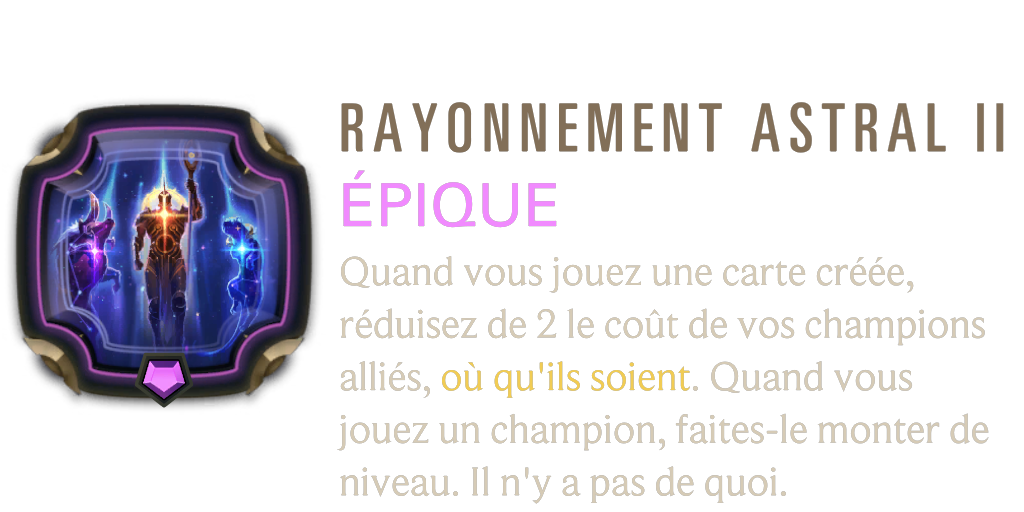 RAYONNEMENT ASTRAL II
ÉPIQUE
Quand vous jouez une carte créée,
réduisez de 2 le coût de vos champions
alliés, où qu'ils soient. Quand vous
jouez un champion, faites-le monter de
niveau. Il n'y a pas de quoi.